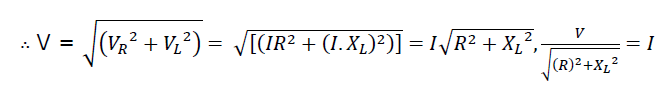 ∴ V = √(V_R² + V_L²) = √[(IR² + (I.X_L)²)] = I√R² + X_L², V/√(R)²+X_L² = I